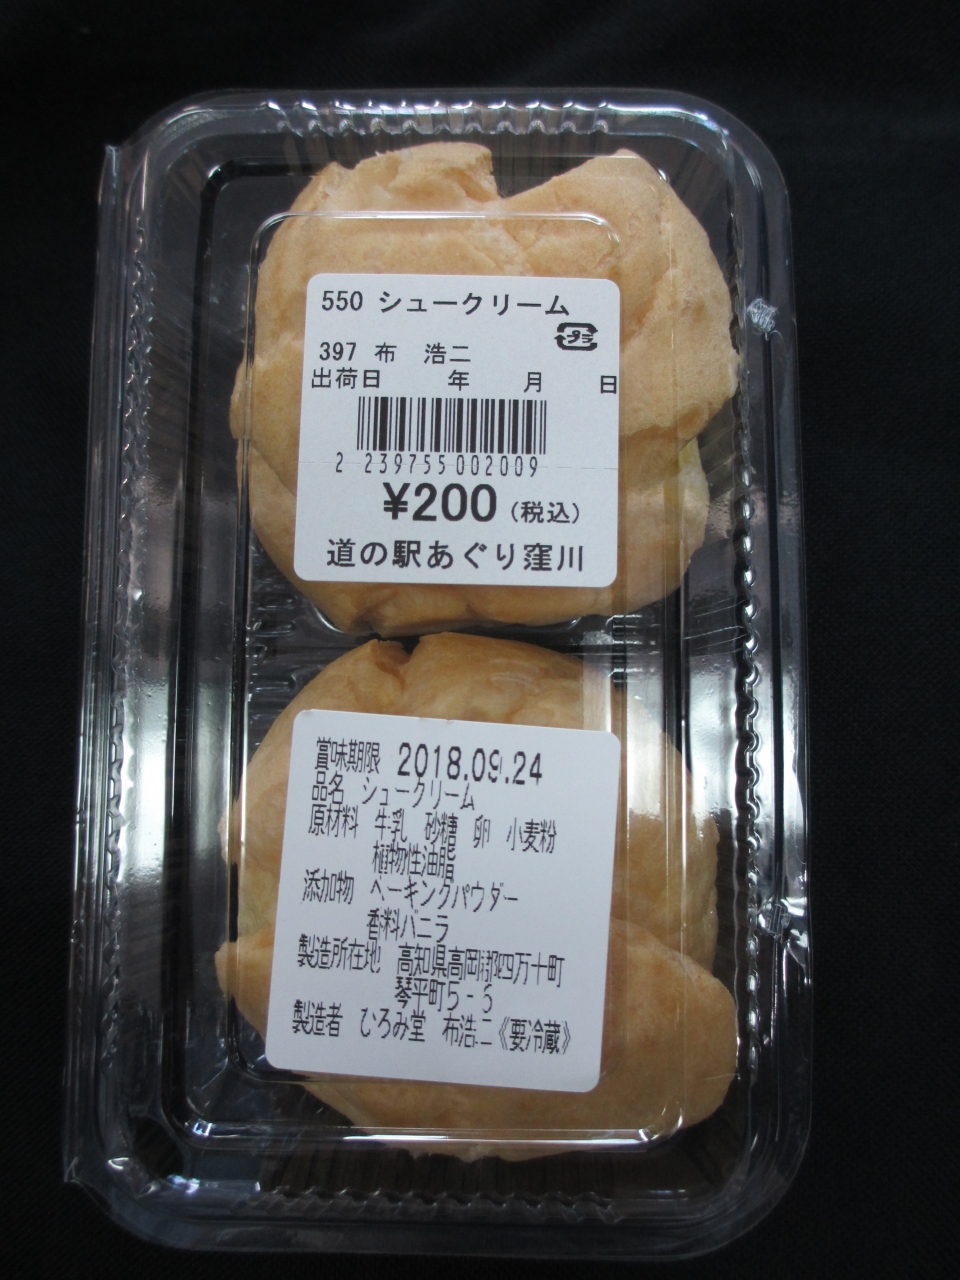 550 シュークリーム
プラ
397 布 浩二
出荷日 年 月 日
2 239755 002009
¥200 (税込)
道の駅あぐり窪川
賞味期限 2018.09.24
品名 シュークリーム
原材料 牛乳 砂糖 卵 小麦粉
植物性油脂
添加物 ベーキングパウダー
香料バニラ
製造所在地 高知県高岡郡四万十町
琴平町5-6
製造者 ひろみ堂 布浩二《要冷蔵》